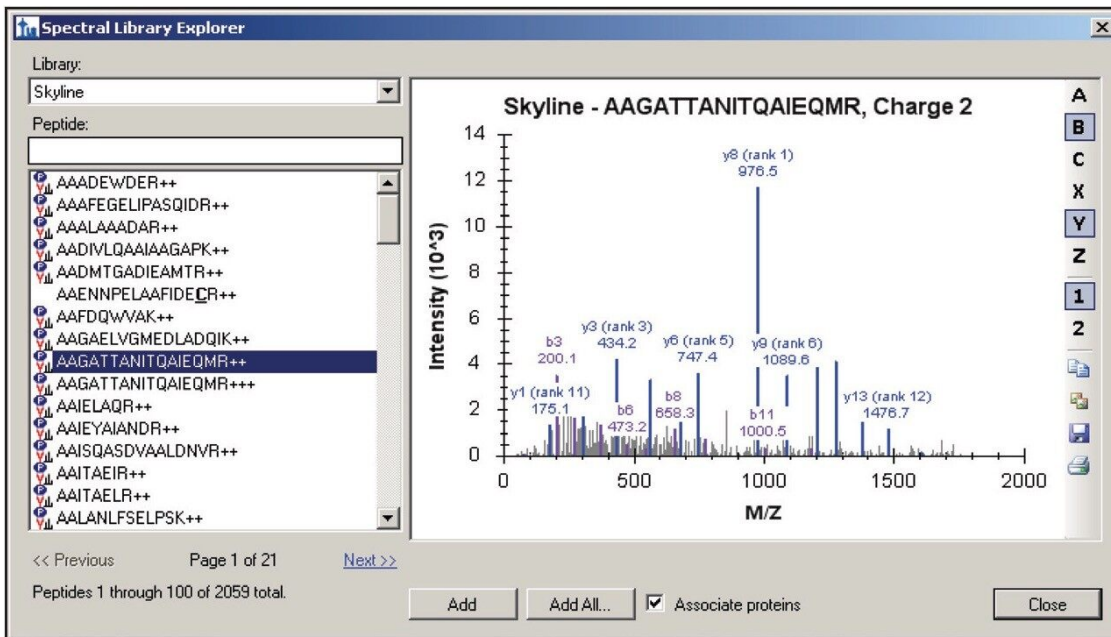 Spectral Library Explorer
Library:
Skyline
Peptide:
AAADEWDER++
AAAFEGELIPASQIDR++
AAALAAADAR++
AADIVLQAAIAAGAPK++
AADMTGADIEAMTR++
AAENNPELAAFIDECR++
AAFDQWVAK++
AAGAELVGMEDLADQIK++
AAGATTANITQAIEQMR++
AAGATTANITQAIEQMR+++
AAIELAQR++
AAIEYAIANDR++
AAISQASDVAALDNVR++
AAITAEIR++
AAITAELR++
AALANLFSELPSK++
<< Previous Page 1 of 21 Next >>
Peptides 1 through 100 of 2059 total.
Skyline - AAGATTANITQAIEQMR, Charge 2
Intensity (10^3)
14
12
10
8
6
4
2
0
y8 (rank 1)
976.5
y3 (rank 3)
434.2
y6 (rank 5)
747.4
y9 (rank 6)
1089.6
b3
200.1
y1 (rank 11)
175.1
b6
473.2
b8
658.3
b11
1000.5
y13 (rank 12)
1476.7
0 500 1000 1500 2000
M/Z
A
B
C
X
Y
Z
1
2
Add Add All... Associate proteins Close